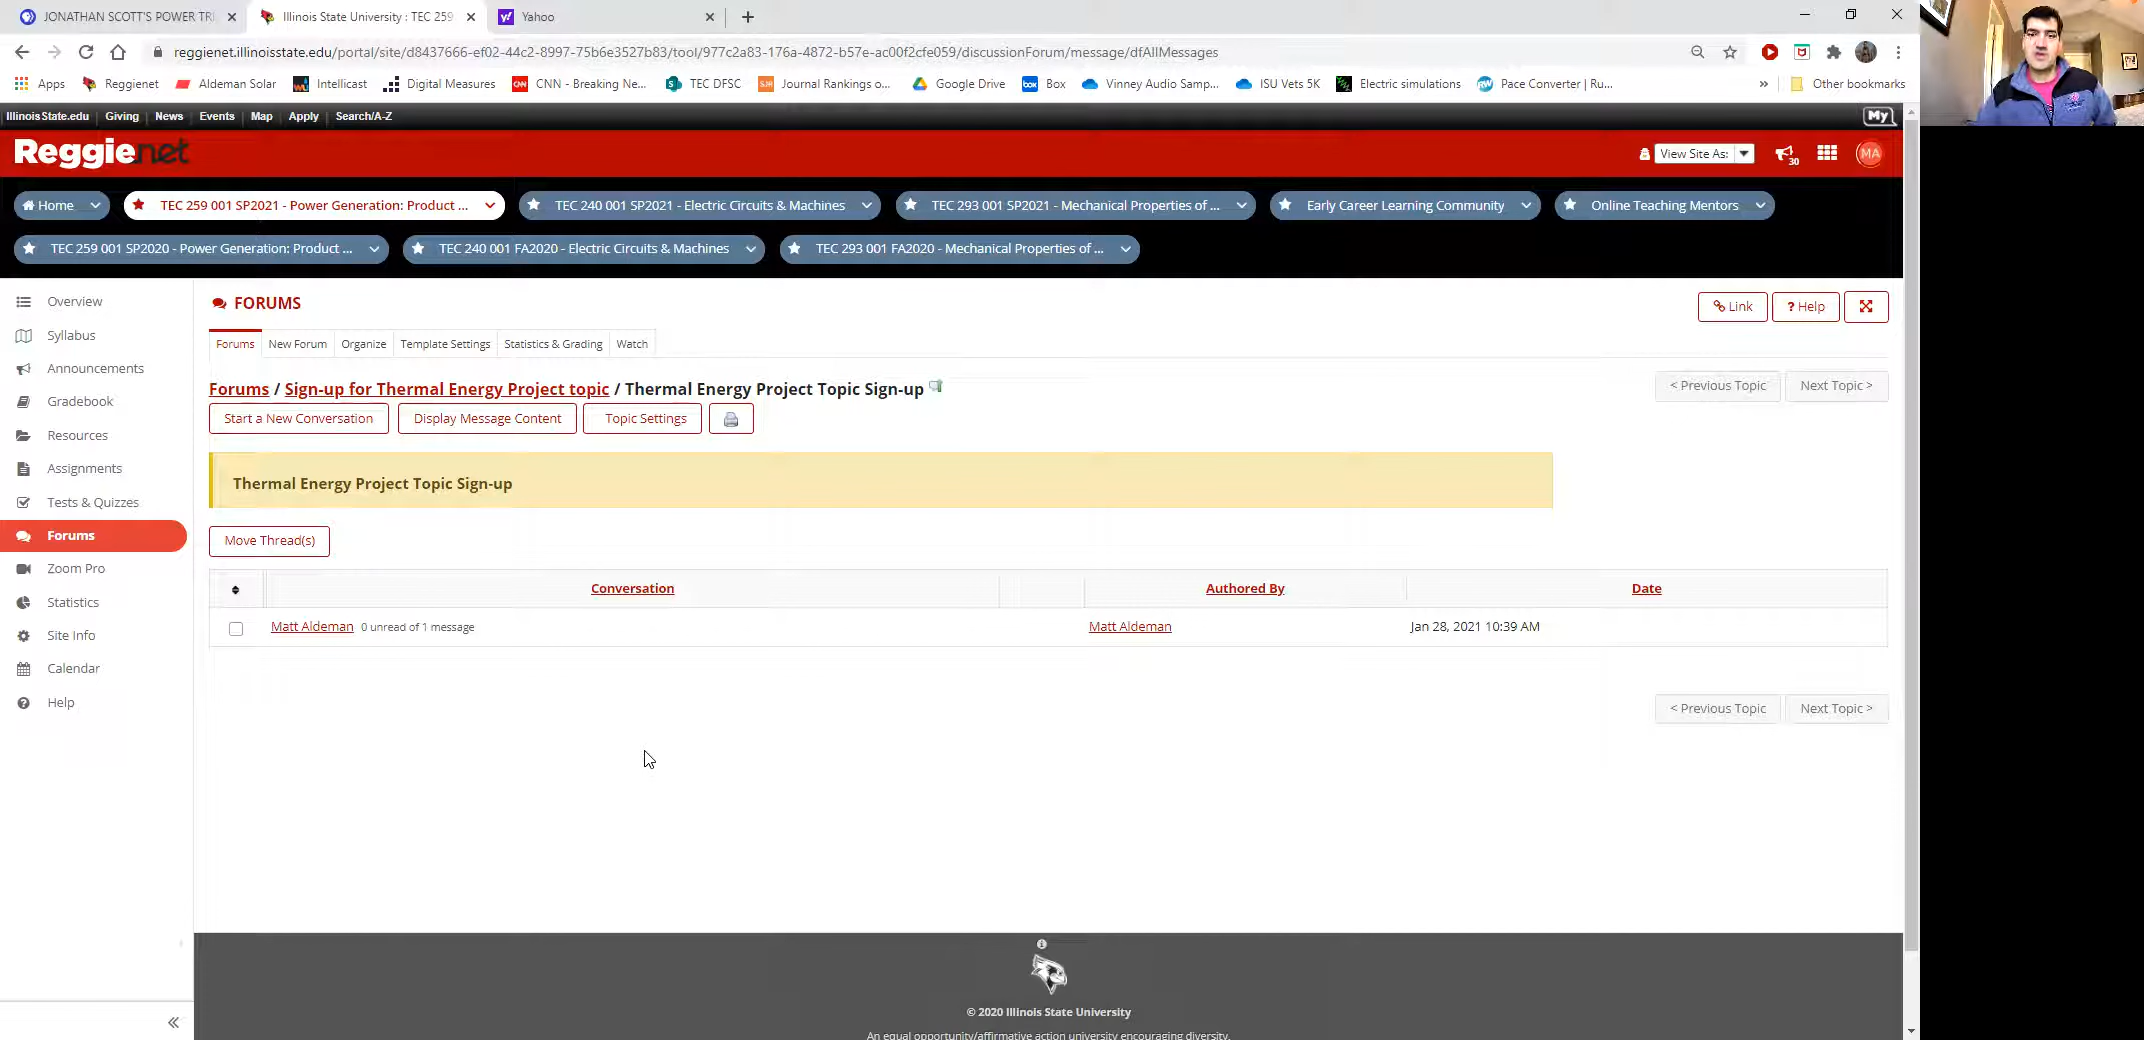 JONATHAN SCOTT'S POWER TRI
Illinois State University : TEC 259
Yahoo
reggienet.illinoisstate.edu/portal/site/d8437666-ef02-44c2-8997-75b6e3527b83/tool/977c2a83-176a-4872-b57e-ac00f2cfe059/discussionForum/message/dfAllMessages
Apps
Reggienet
Aldeman Solar
Intellicast
Digital Measures
CNN - Breaking Ne...
TEC DFSC
Journal Rankings o...
Google Drive
Box
Vinney Audio Samp...
ISU Vets 5K
Electric simulations
Pace Converter | Ru...
»
Other bookmarks
IllinoisState.edu
Giving
News
Events
Map
Apply
Search/A-Z
My
Reggienet
View Site As:
30
MA
Home
TEC 259 001 SP2021 - Power Generation: Product ...
TEC 240 001 SP2021 - Electric Circuits & Machines
TEC 293 001 SP2021 - Mechanical Properties of ...
Early Career Learning Community
Online Teaching Mentors
TEC 259 001 SP2020 - Power Generation: Product ...
TEC 240 001 FA2020 - Electric Circuits & Machines
TEC 293 001 FA2020 - Mechanical Properties of ...
Overview
Syllabus
Announcements
Gradebook
Resources
Assignments
Tests & Quizzes
Forums
Zoom Pro
Statistics
Site Info
Calendar
Help
FORUMS
Link
? Help
Forums
New Forum
Organize
Template Settings
Statistics & Grading
Watch
Forums / Sign-up for Thermal Energy Project topic / Thermal Energy Project Topic Sign-up
< Previous Topic
Next Topic >
Start a New Conversation
Display Message Content
Topic Settings
Thermal Energy Project Topic Sign-up
Move Thread(s)
Conversation
Authored By
Date
Matt Aldeman 0 unread of 1 message
Matt Aldeman
Jan 28, 2021 10:39 AM
< Previous Topic
Next Topic >
© 2020 Illinois State University
An equal opportunity/affirmative action university encouraging diversity.